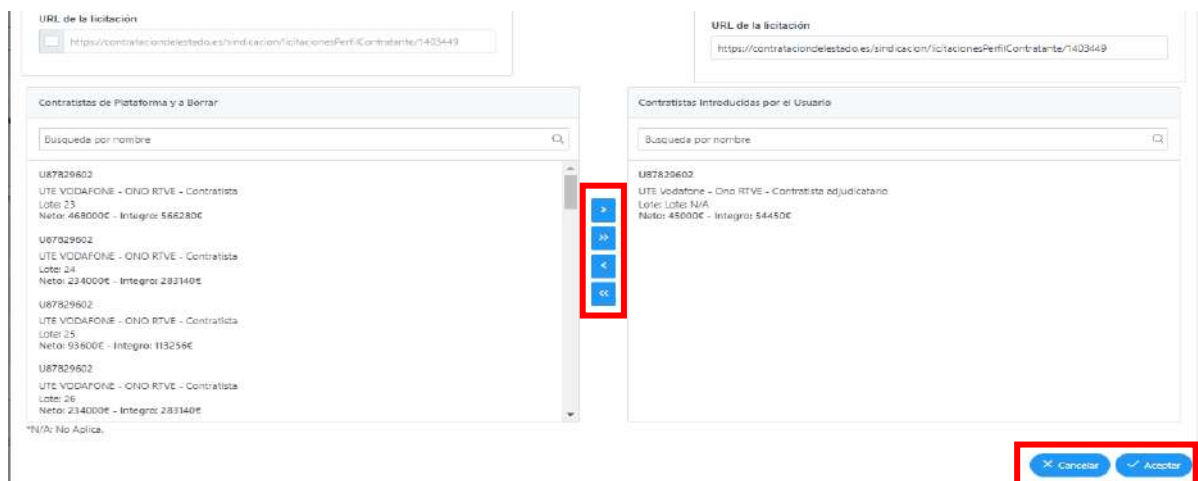 URL de la licitación
https://contrataciondelestado.es/sindicacion/licitacionesPerfilContratante/1403449
URL de la licitación
https://contrataciondelestado.es/sindicacion/licitacionesPerfilContratante/1403449
Contratistas de Plataforma y a Borrar
Busqueda por nombre
U87829602
UTE VODAFONE - ONO RTVE - Contratista
Lote: 23
Neto: 468000€ - Integro: 566280€
U87829602
UTE VODAFONE - ONO RTVE - Contratista
Lote: 24
Neto: 234000€ - Integro: 283140€
U87829602
UTE VODAFONE - ONO RTVE - Contratista
Lote: 25
Neto: 93600€ - Integro: 113256€
U87829602
UTE VODAFONE - ONO RTVE - Contratista
Lote: 26
Neto: 234000€ - Integro: 283140€
*N/A: No Aplica.
>
>>
<
<<
Contratistas Introducidas por el Usuario
Busqueda por nombre
U87829602
UTE Vodafone - Ono RTVE - Contratista adjudicatario
Lote: Lote: N/A
Neto: 45000€ - Integro: 54450€
Cancelar
Aceptar